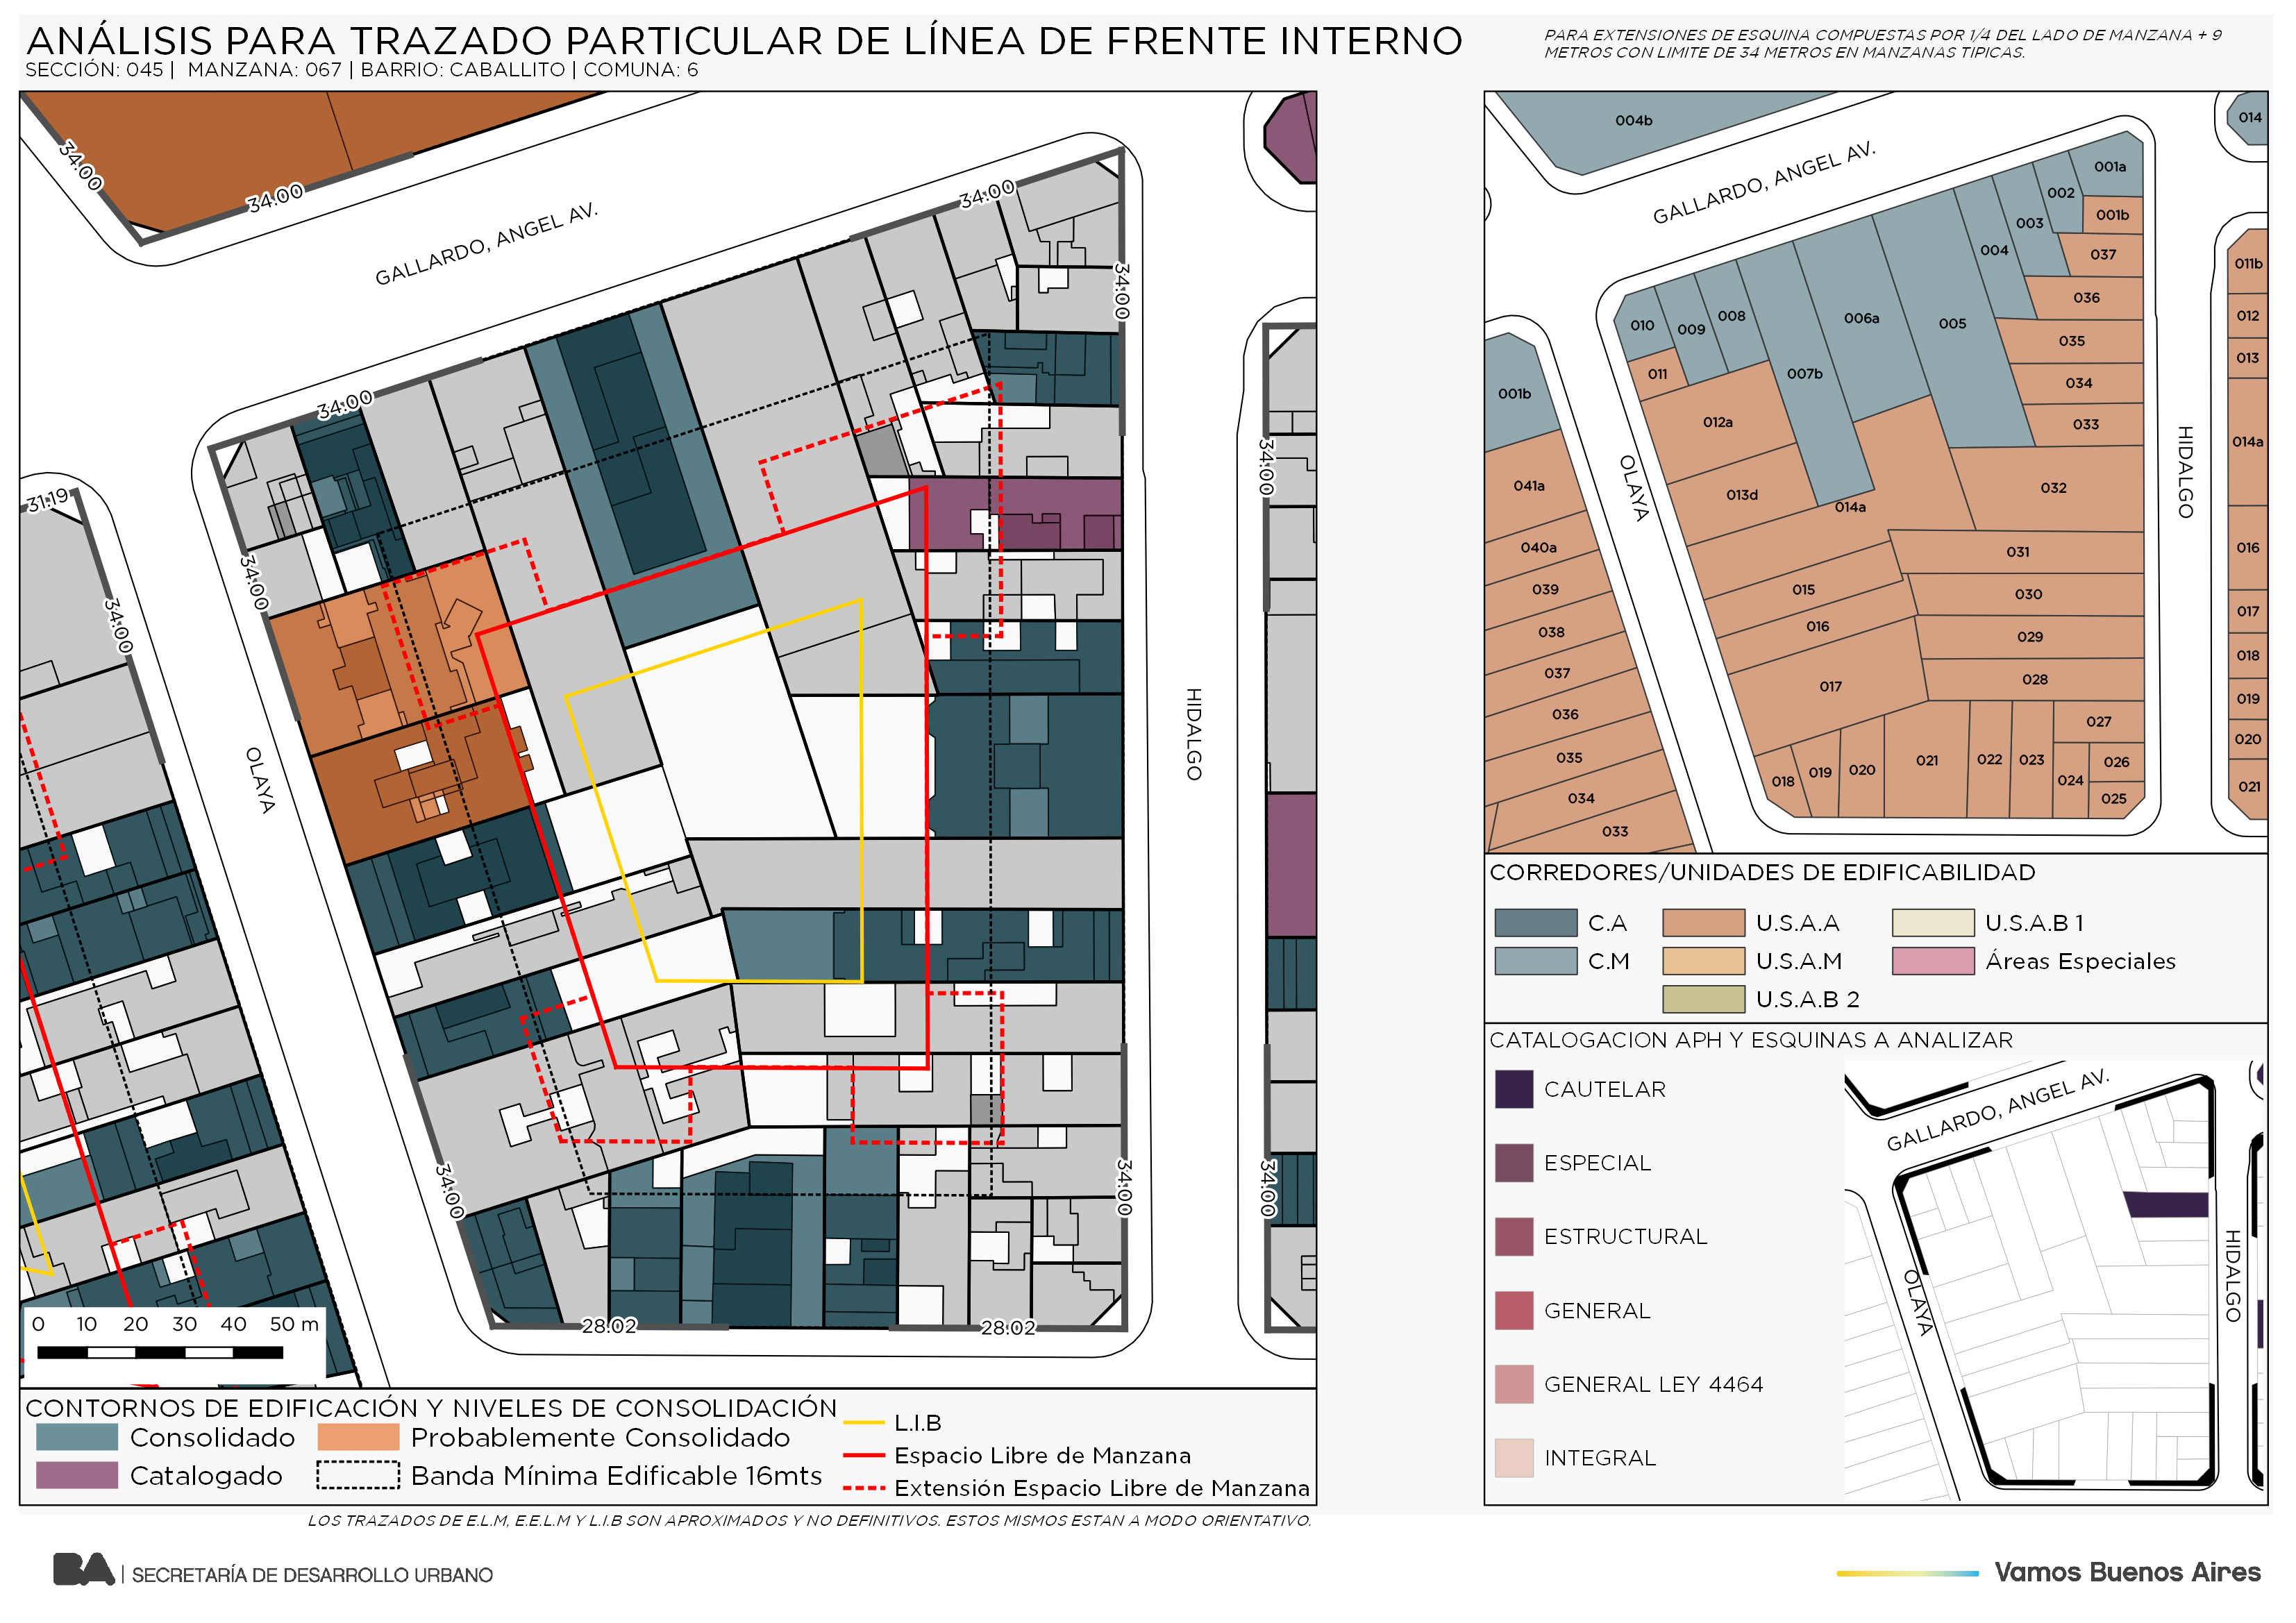 ANÁLISIS PARA TRAZADO PARTICULAR DE LÍNEA DE FRENTE INTERNO
SECCIÓN: 045 | MANZANA: 067 | BARRIO: CABALLITO | COMUNA: 6
PARA EXTENSIONES DE ESQUINA COMPUESTAS POR 1/4 DEL LADO DE MANZANA + 9
METROS CON LIMITE DE 34 METROS EN MANZANAS TIPICAS.
34.00
34.00
34.00
GALLARDO, ANGEL AV.
34.00
34.00
34.00
31.19
34.00
34.00
OLAYA
HIDALGO
34.00
34.00
34.00
28.02
28.02
0 10 20 30 40 50 m
CONTORNOS DE EDIFICACIÓN Y NIVELES DE CONSOLIDACIÓN
Consolidado
Probablemente Consolidado
Catalogado
Banda Mínima Edificable 16mts
L.I.B
Espacio Libre de Manzana
Extensión Espacio Libre de Manzana
LOS TRAZADOS DE E.L.M, E.E.L.M Y L.I.B SON APROXIMADOS Y NO DEFINITIVOS. ESTOS MISMOS ESTAN A MODO ORIENTATIVO.
004b
014
GALLARDO, ANGEL AV.
001a
002
001b
003
037
004
011b
036
010
009
008
006a
005
012
035
011
007b
013
034
001b
012a
033
014a
OLAYA
HIDALGO
041a
013d
014a
032
040a
031
016
039
015
030
017
038
016
029
018
037
017
028
019
036
027
020
035
018
019
020
021
022
023
024
026
025
021
034
033
CORREDORES/UNIDADES DE EDIFICABILIDAD
C.A
U.S.A.A
U.S.A.B 1
C.M
U.S.A.M
Áreas Especiales
U.S.A.B 2
CATALOGACION APH Y ESQUINAS A ANALIZAR
CAUTELAR
ESPECIAL
ESTRUCTURAL
GENERAL
GENERAL LEY 4464
INTEGRAL
GALLARDO, ANGEL AV.
OLAYA
HIDALGO
BA | SECRETARÍA DE DESARROLLO URBANO
Vamos Buenos Aires